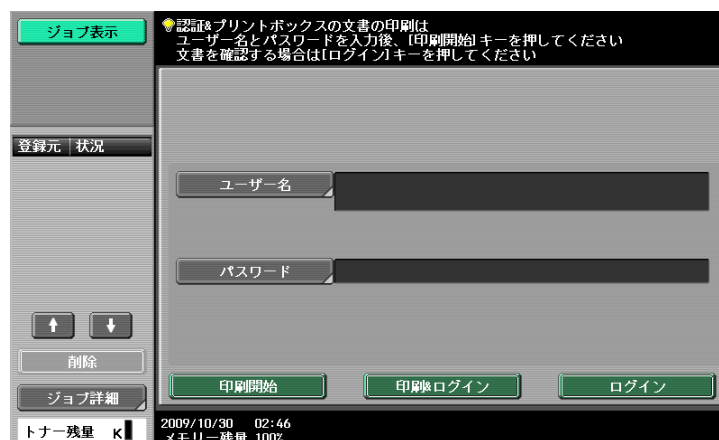 ジョブ表示
認証&プリントボックスの文書の印刷は
ユーザー名とパスワードを入力後、[印刷開始]キーを押してください
文書を確認する場合は[ログイン]キーを押してください
登録元 状況
ユーザー名
パスワード
削除
印刷開始 印刷&ログイン ログイン
ジョブ詳細
トナー残量 K
2009/10/30 02:46
メモリー残量 100%